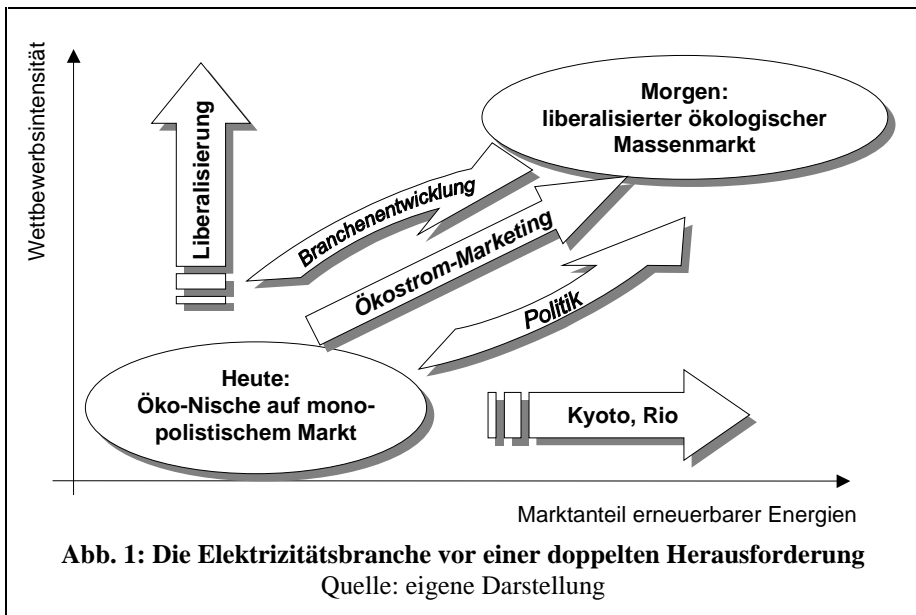 Wettbewerbsintensität
Liberalisierung
Morgen:
liberalisierter ökologischer
Massenmarkt
Branchenentwicklung
Ökostrom-Marketing
Politik
Heute:
Öko-Nische auf mono-
polistischem Markt
Kyoto, Rio
Marktanteil erneuerbarer Energien
Abb. 1: Die Elektrizitätsbranche vor einer doppelten Herausforderung
Quelle: eigene Darstellung